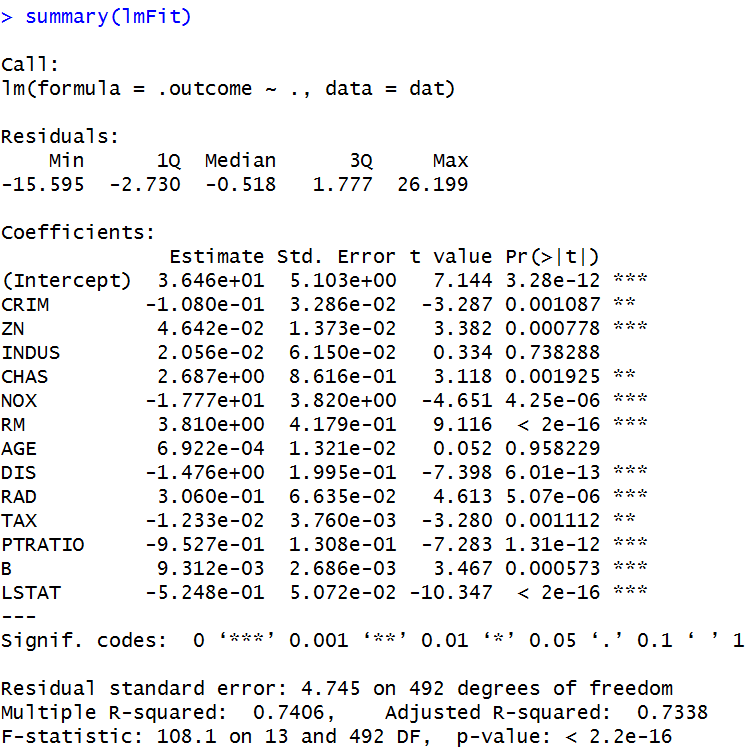 > summary(lmFit)
Call:
lm(formula = .outcome ~ ., data = dat)
Residuals:
    Min      1Q  Median      3Q     Max
-15.595  -2.730  -0.518   1.777  26.199
Coefficients:
              Estimate Std. Error t value Pr(>|t|)
(Intercept)  3.646e+01  5.103e+00   7.144 3.28e-12 ***
CRIM        -1.080e-01  3.286e-02  -3.287 0.001087 **
ZN           4.642e-02  1.373e-02   3.382 0.000778 ***
INDUS        2.056e-02  6.150e-02   0.334 0.738288
CHAS         2.687e+00  8.616e-01   3.118 0.001925 **
NOX         -1.777e+01  3.820e+00  -4.651 4.25e-06 ***
RM           3.810e+00  4.179e-01   9.116  < 2e-16 ***
AGE          6.922e-04  1.321e-02   0.052 0.958229
DIS         -1.476e+00  1.995e-01  -7.398 6.01e-13 ***
RAD          3.060e-01  6.635e-02   4.613 5.07e-06 ***
TAX         -1.233e-02  3.760e-03  -3.280 0.001112 **
PTRATIO     -9.527e-01  1.308e-01  -7.283 1.31e-12 ***
B            9.312e-03  2.686e-03   3.467 0.000573 ***
LSTAT       -5.248e-01  5.072e-02 -10.347  < 2e-16 ***
---
Signif. codes:  0 ‘***’ 0.001 ‘**’ 0.01 ‘*’ 0.05 ‘.’ 0.1 ‘ ’ 1
Residual standard error: 4.745 on 492 degrees of freedom
Multiple R-squared:  0.7406,    Adjusted R-squared:  0.7338
F-statistic: 108.1 on 13 and 492 DF,  p-value: < 2.2e-16